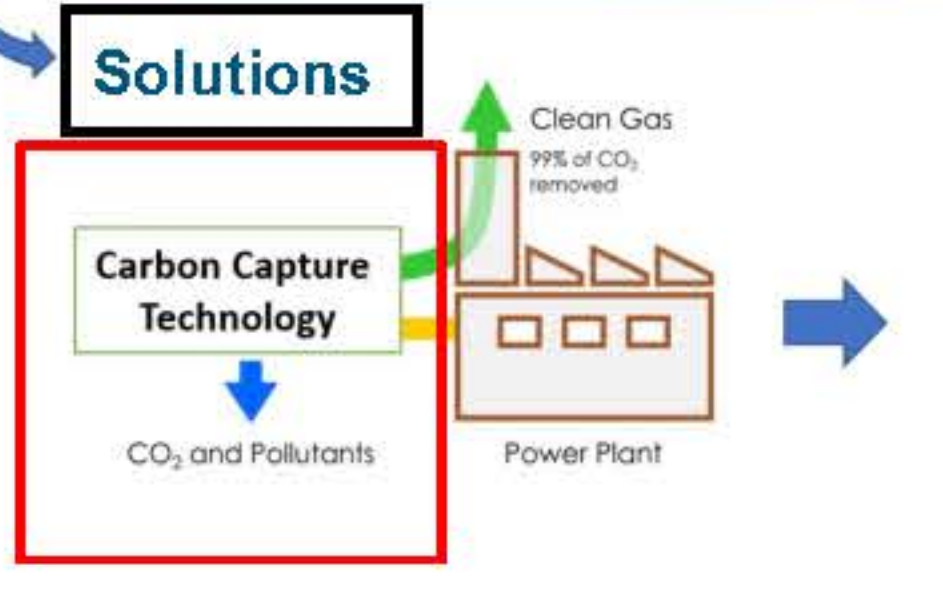 Solutions
Clean Gas
99% of CO₂
removed
Carbon Capture
Technology
CO₂ and Pollutants
Power Plant